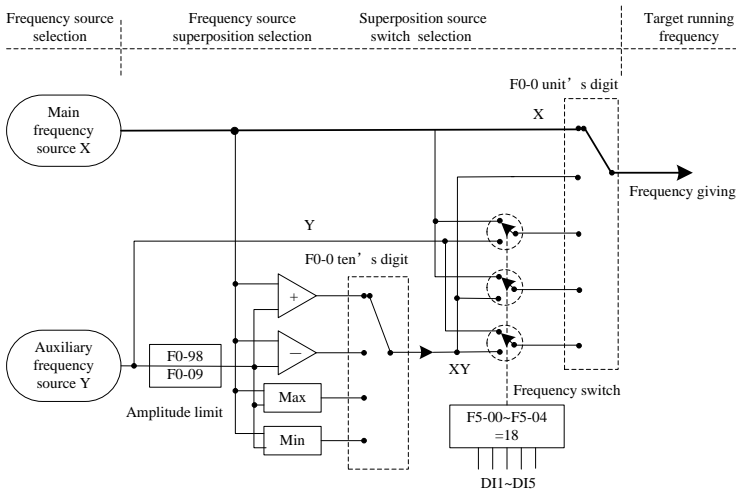 Frequency source
selection
Frequency source
superposition selection
Superposition source
switch selection
Target running
frequency
F0-0 unit’s digit
Main
frequency
source X
X
Frequency giving
Y
F0-0 ten’s digit
+
Auxiliary
frequency
source Y
F0-98
F0-09
—
XY
Amplitude limit
Max
Frequency switch
Min
F5-00~F5-04
=18
DI1~DI5